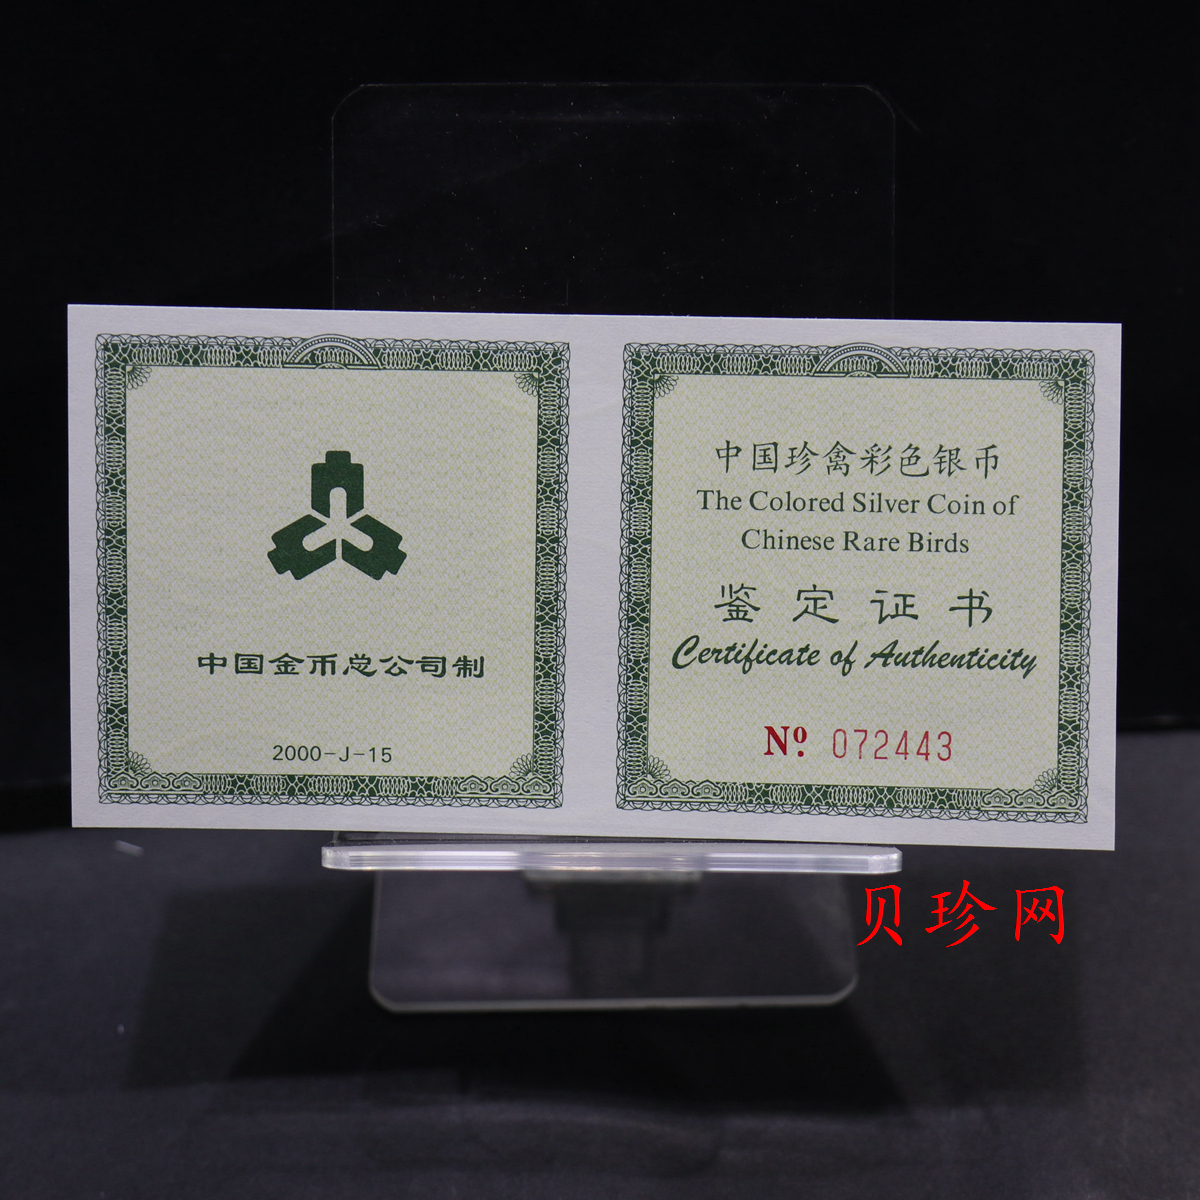 中国金币总公司制
2000-J-15
中国珍禽彩色银币
The Colored Silver Coin of
Chinese Rare Birds
鉴定证书
Certificate of Authenticity
Nº. 072443
贝珍网